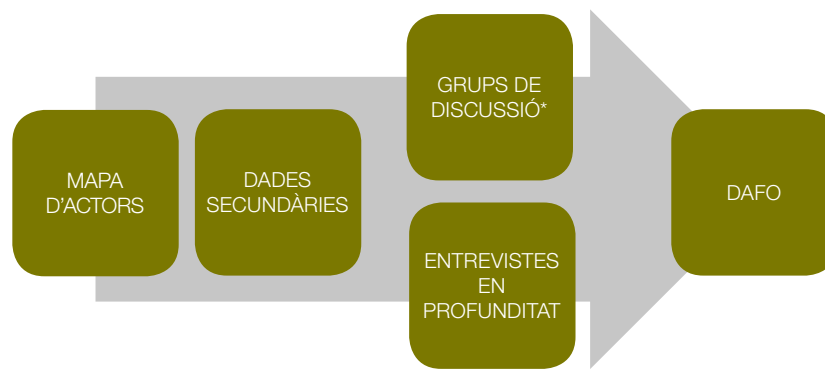 MAPA
D’ACTORS
DADES
SECUNDÀRIES
GRUPS DE
DISCUSSIÓ*
ENTREVISTES
EN
PROFUNDITAT
DAFO